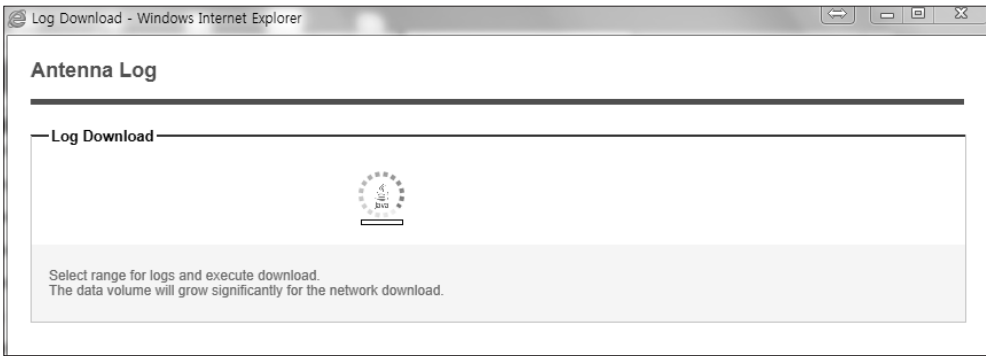 Log Download - Windows Internet Explorer
Antenna Log
Log Download
Java
Select range for logs and execute download.
The data volume will grow significantly for the network download.